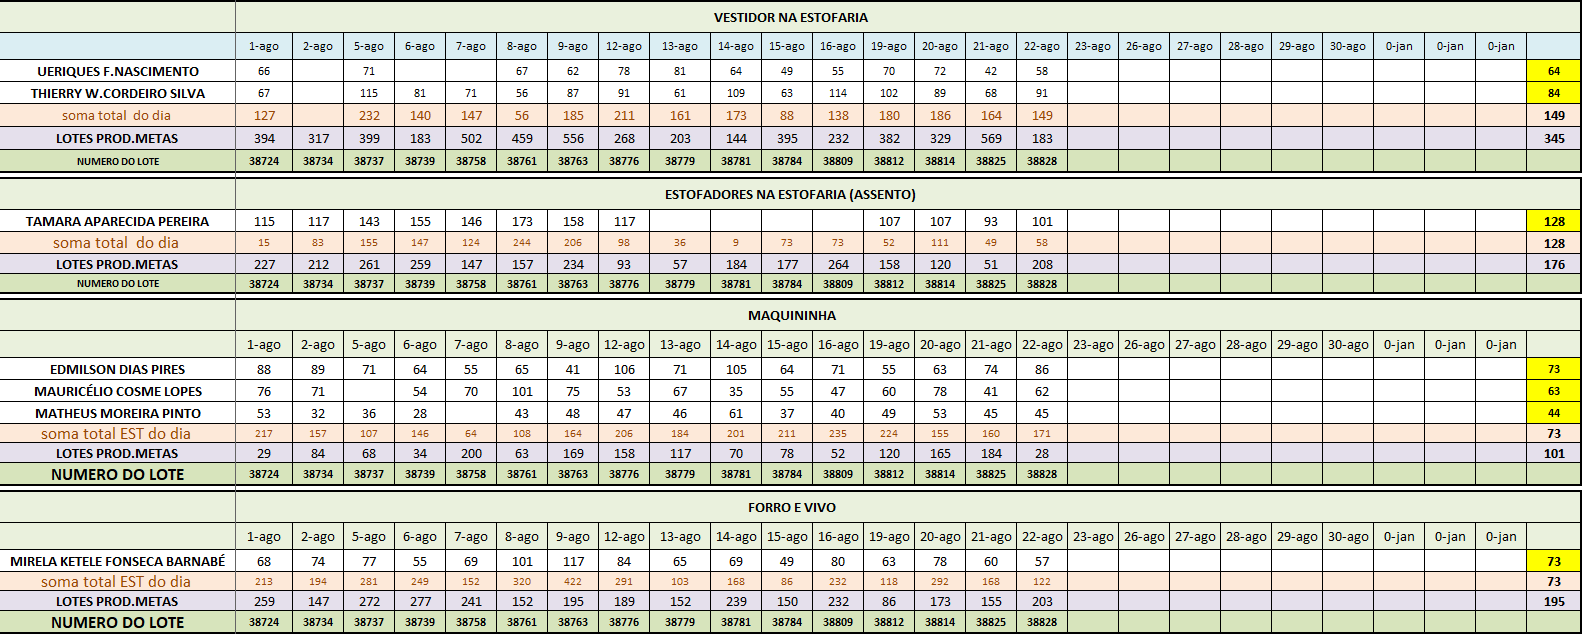 VESTIDOR NA ESTOFARIA
1-ago 2-ago 5-ago 6-ago 7-ago 8-ago 9-ago 12-ago 13-ago 14-ago 15-ago 16-ago 19-ago 20-ago 21-ago 22-ago 23-ago 26-ago 27-ago 28-ago 29-ago 30-ago 0-jan 0-jan 0-jan
UERIQUES F.NASCIMENTO 66 71 67 62 78 81 64 49 55 70 72 42 58 64
THIERRY W.CORDEIRO SILVA 67 115 81 71 56 87 91 61 109 63 114 102 89 68 91 84
soma total do dia 127 232 140 147 56 185 211 161 173 88 138 180 186 164 149 149
LOTES PROD.METAS 394 317 399 183 502 459 556 268 203 144 395 232 382 329 569 183 345
NUMERO DO LOTE 38724 38734 38737 38739 38758 38761 38763 38776 38779 38781 38784 38809 38812 38814 38825 38828
ESTOFADORES NA ESTOFARIA (ASSENTO)
TAMARA APARECIDA PEREIRA 115 117 143 155 146 173 158 117 107 107 93 101 128
soma total do dia 15 83 155 147 124 244 206 98 36 9 73 73 52 111 49 58 128
LOTES PROD.METAS 227 212 261 259 147 157 234 93 57 184 177 264 158 120 51 208 176
NUMERO DO LOTE 38724 38734 38737 38739 38758 38761 38763 38776 38779 38781 38784 38809 38812 38814 38825 38828
MAQUININHA
1-ago 2-ago 5-ago 6-ago 7-ago 8-ago 9-ago 12-ago 13-ago 14-ago 15-ago 16-ago 19-ago 20-ago 21-ago 22-ago 23-ago 26-ago 27-ago 28-ago 29-ago 30-ago 0-jan 0-jan 0-jan
EDMILSON DIAS PIRES 88 89 71 64 55 65 41 106 71 105 64 71 55 63 74 86 73
MAURICÉLIO COSME LOPES 76 71 54 70 101 75 53 67 35 55 47 60 78 41 62 63
MATHEUS MOREIRA PINTO 53 32 36 28 43 48 47 46 61 37 40 49 53 45 45 44
soma total EST do dia 217 157 107 146 64 108 164 206 184 201 211 235 224 155 160 171 73
LOTES PROD.METAS 29 84 68 34 200 63 169 158 117 70 78 52 120 165 184 28 101
NUMERO DO LOTE 38724 38734 38737 38739 38758 38761 38763 38776 38779 38781 38784 38809 38812 38814 38825 38828
FORRO E VIVO
1-ago 2-ago 5-ago 6-ago 7-ago 8-ago 9-ago 12-ago 13-ago 14-ago 15-ago 16-ago 19-ago 20-ago 21-ago 22-ago 23-ago 26-ago 27-ago 28-ago 29-ago 30-ago 0-jan 0-jan 0-jan
MIRELA KETELE FONSECA BARNABÉ 68 74 77 55 69 101 117 84 65 69 49 80 63 78 60 57 73
soma total EST do dia 213 194 281 249 152 320 422 291 103 168 86 232 118 292 168 122 73
LOTES PROD.METAS 259 147 272 277 241 152 195 189 152 239 150 232 86 173 155 203 195
NUMERO DO LOTE 38724 38734 38737 38739 38758 38761 38763 38776 38779 38781 38784 38809 38812 38814 38825 38828